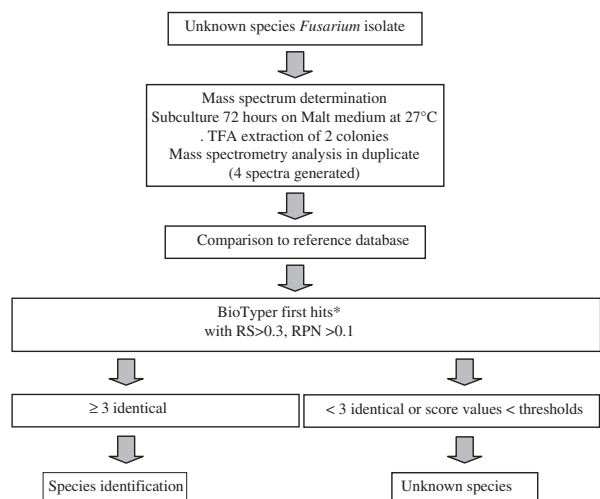 Unknown species Fusarium isolate
Mass spectrum determination
Subculture 72 hours on Malt medium at 27°C
. TFA extraction of 2 colonies
Mass spectrometry analysis in duplicate
(4 spectra generated)
Comparison to reference database
BioTyper first hits*
with RS>0.3, RPN >0.1
≥ 3 identical
< 3 identical or score values < thresholds
Species identification
Unknown species